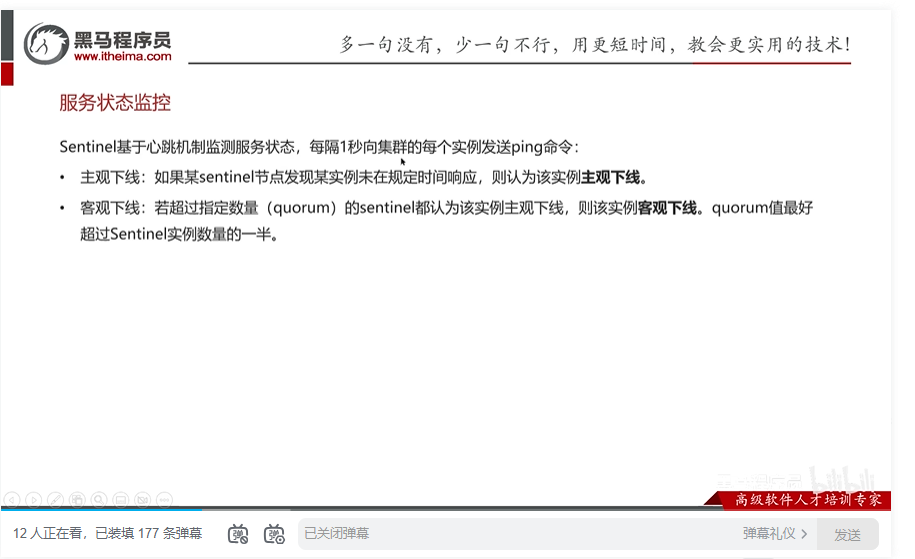 黑马程序员
www.itheima.com
多一句没有，少一句不行，用更短时间，教会更实用的技术！
服务状态监控
Sentinel基于心跳机制监测服务状态，每隔1秒向集群的每个实例发送ping命令：
• 主观下线：如果某sentinel节点发现某实例未在规定时间响应，则认为该实例主观下线。
• 客观下线：若超过指定数量（quorum）的sentinel都认为该实例主观下线，则该实例客观下线。quorum值最好
超过Sentinel实例数量的一半。
bilibili
高级软件人才培训专家
12 人正在看，已装填 177 条弹幕
弹
弹
已关闭弹幕
弹幕礼仪 >
发送